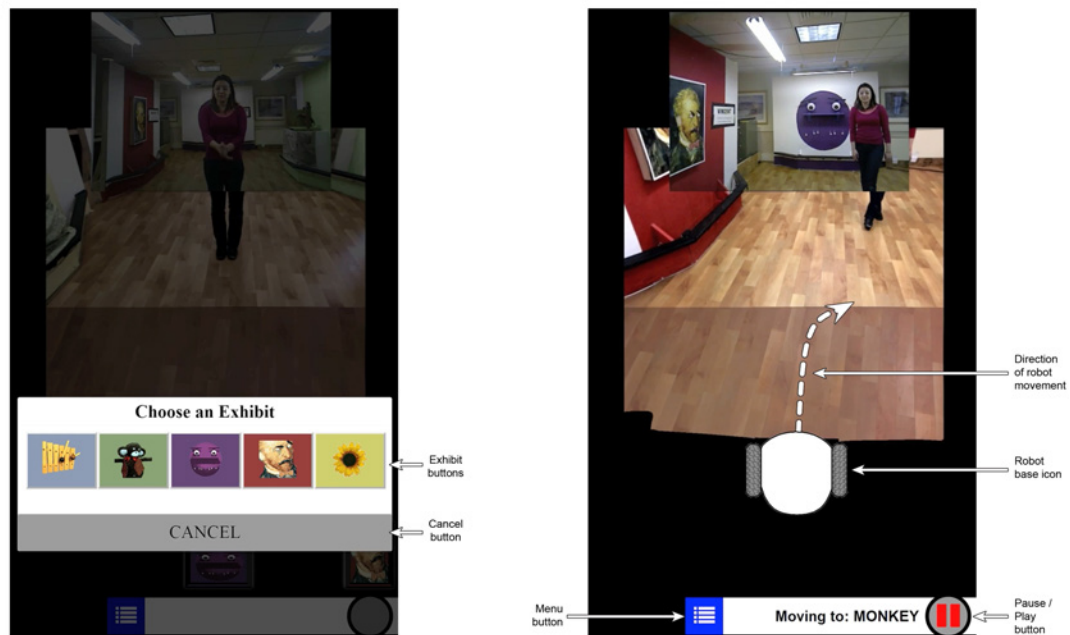 Choose an Exhibit
CANCEL
Exhibit
buttons
Cancel
button
VINCENT
Direction
of robot
movement
Robot
base icon
Menu
button
Moving to: MONKEY
Pause /
Play
button